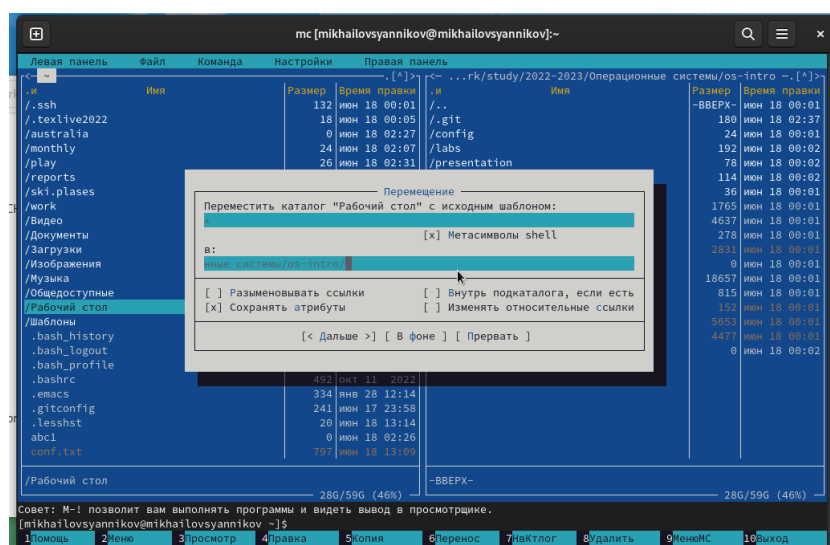 mc [mikhailovsyannikov@mikhailovsyannikov]:~
Левая панель Файл Команда Настройки Правая панель
<— ~ .[^]> <— ...rk/study/2022-2023/Операционные системы/os-intro —.[^]>
.и Имя Размер Время правки .и Имя Размер Время правки
/.ssh 132 июн 18 00:01 /.. -ВВЕРХ- июн 18 00:01
/.texlive2022 18 июн 18 00:05 /.git 180 июн 18 02:37
/australia 0 июн 18 02:27 /config 24 июн 18 00:01
/monthly 24 июн 18 02:07 /labs 192 июн 18 00:02
/play 26 июн 18 02:31 /presentation 78 июн 18 00:02
/reports 114 июн 18 00:02
/ski.plases Перемещение 36 июн 18 00:01
/work Переместить каталог "Рабочий стол" с исходным шаблоном: 1765 июн 18 00:01
/Видео * 4637 июн 18 00:01
/Документы [x] Метасимволы shell 278 июн 18 00:01
/Загрузки в: 2831 июн 18 00:01
/Изображения нные системы/os-intro/ 0 июн 18 00:01
/Музыка 18657 июн 18 00:01
/Общедоступные [ ] Разыменовывать ссылки [ ] Внутрь подкаталога, если есть 815 июн 18 00:01
/Рабочий стол [x] Сохранять атрибуты [ ] Изменять относительные ссылки 152 июн 18 00:01
/Шаблоны 5653 июн 18 00:01
.bash_history [< Дальше >] [ В фоне ] [ Прервать ] 4477 июн 18 00:01
.bash_logout 0 июн 18 00:02
.bash_profile
.bashrc 492 окт 11 2022
.emacs 334 янв 28 12:14
.gitconfig 241 июн 17 23:58
.lesshst 20 июн 18 13:14
abc1 0 июн 18 02:26
conf.txt 797 июн 18 13:09
/Рабочий стол -ВВЕРХ-
28G/59G (46%) 28G/59G (46%)
Совет: M-! позволит вам выполнять программы и видеть вывод в просмотрщике.
[mikhailovsyannikov@mikhailovsyannikov ~]$
1Помощь 2Меню 3Просмотр 4Правка 5Копия 6Перенос 7НвКтлог 8Удалить 9МенюМС 10Выход